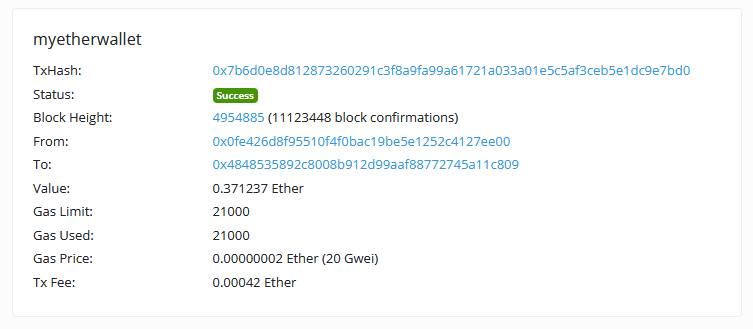 myetherwallet
TxHash: 0x7b6d0e8d812873260291c3f8a9fa99a61721a033a01e5c5af3ceb5e1dc9e7bd0
Status: Success
Block Height: 4954885 (11123448 block confirmations)
From: 0x0fe426d8f95510f4f0bac19be5e1252c4127ee00
To: 0x4848535892c8008b912d99aaf88772745a11c809
Value: 0.371237 Ether
Gas Limit: 21000
Gas Used: 21000
Gas Price: 0.00000002 Ether (20 Gwei)
Tx Fee: 0.00042 Ether